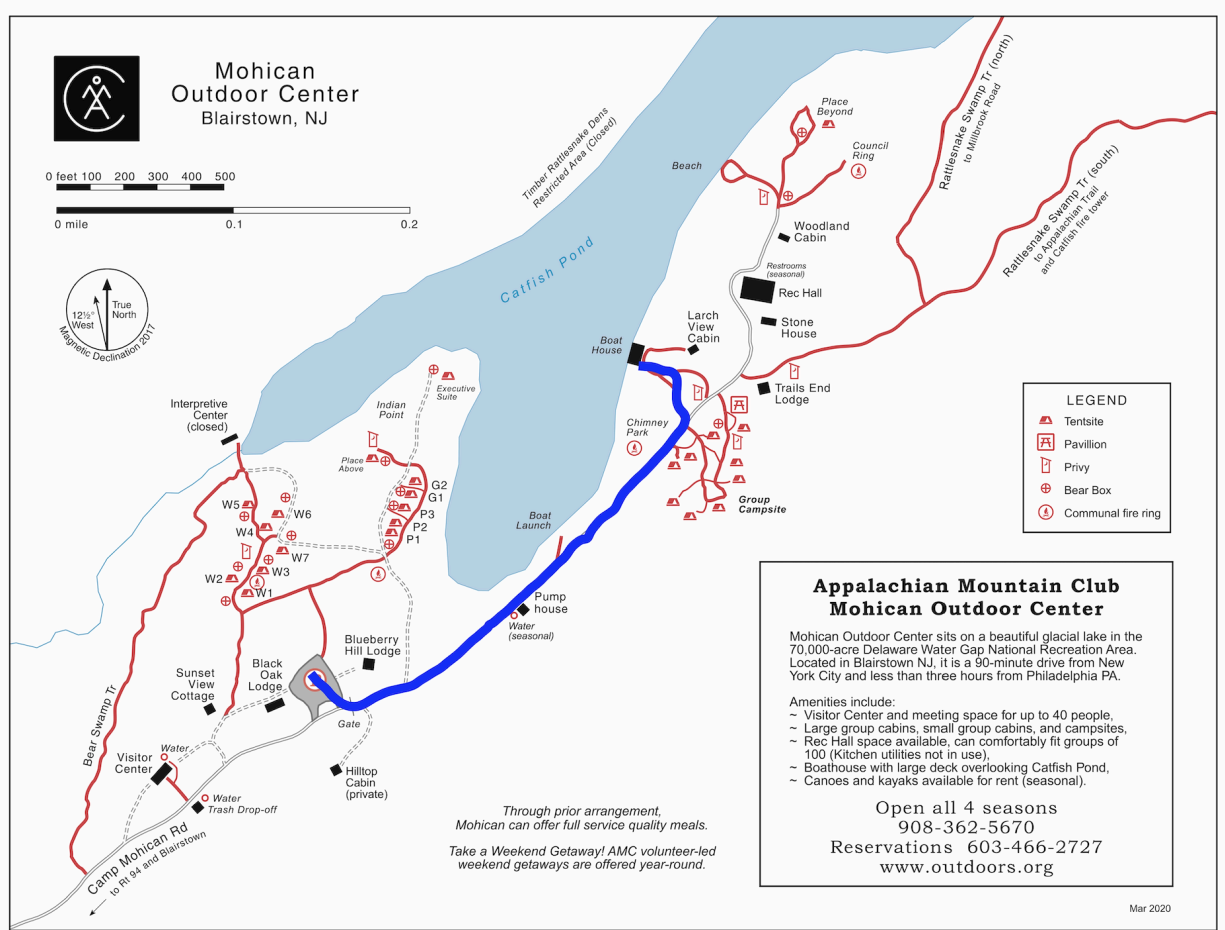 Mohican
Outdoor Center
Blairstown, NJ
0 feet 100 200 300 400 500
0 mile 0.1 0.2
12½°
West
True
North
Magnetic Declination 2017
Timber Rattlesnake Dens
Restricted Area (Closed)
Catfish Pond
Place
Beyond
Council
Ring
Beach
Woodland
Cabin
Restrooms
(seasonal)
Rec Hall
Stone
House
Larch
View
Cabin
Boat
House
Trails End
Lodge
Rattlesnake Swamp Tr (north)
to Millbrook Road
Rattlesnake Swamp Tr (south)
to Appalachian Trail
and Catfish fire tower
Executive
Suite
Indian
Point
Interpretive
Center
(closed)
Place
Above
Chimney
Park
Group
Campsite
Boat
Launch
G2
G1
P3
P2
P1
W5
W6
W4
W7
W2
W3
W1
Pump
house
Water
(seasonal)
Blueberry
Hill Lodge
Black
Oak
Lodge
Sunset
View
Cottage
Gate
Bear Swamp Tr
Water
Visitor
Center
Water
Trash Drop-off
Hilltop
Cabin
(private)
Camp Mohican Rd
to Rt 94 and Blairstown
Through prior arrangement,
Mohican can offer full service quality meals.
Take a Weekend Getaway! AMC volunteer-led
weekend getaways are offered year-round.
LEGEND
Tentsite
Pavillion
Privy
Bear Box
Communal fire ring
Appalachian Mountain Club
Mohican Outdoor Center
Mohican Outdoor Center sits on a beautiful glacial lake in the
70,000-acre Delaware Water Gap National Recreation Area.
Located in Blairstown NJ, it is a 90-minute drive from New
York City and less than three hours from Philadelphia PA.
Amenities include:
~ Visitor Center and meeting space for up to 40 people,
~ Large group cabins, small group cabins, and campsites,
~ Rec Hall space available, can comfortably fit groups of
100 (Kitchen utilities not in use),
~ Boathouse with large deck overlooking Catfish Pond,
~ Canoes and kayaks available for rent (seasonal).
Open all 4 seasons
908-362-5670
Reservations 603-466-2727
www.outdoors.org
Mar 2020